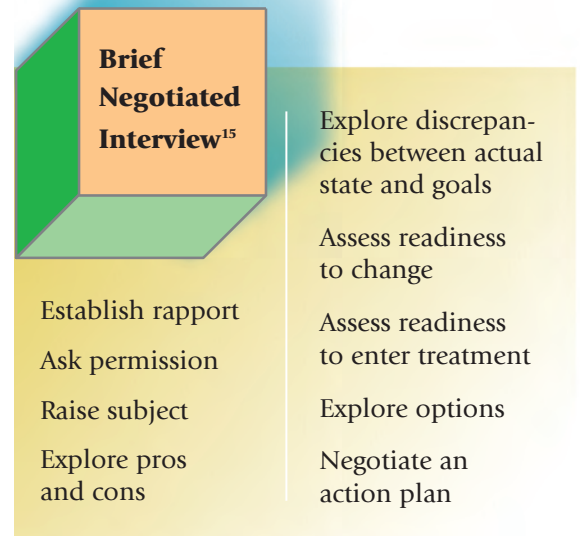 Brief
Negotiated
Interview¹⁵
Establish rapport
Ask permission
Raise subject
Explore pros
and cons
Explore discrepan-
cies between actual
state and goals
Assess readiness
to change
Assess readiness
to enter treatment
Explore options
Negotiate an
action plan